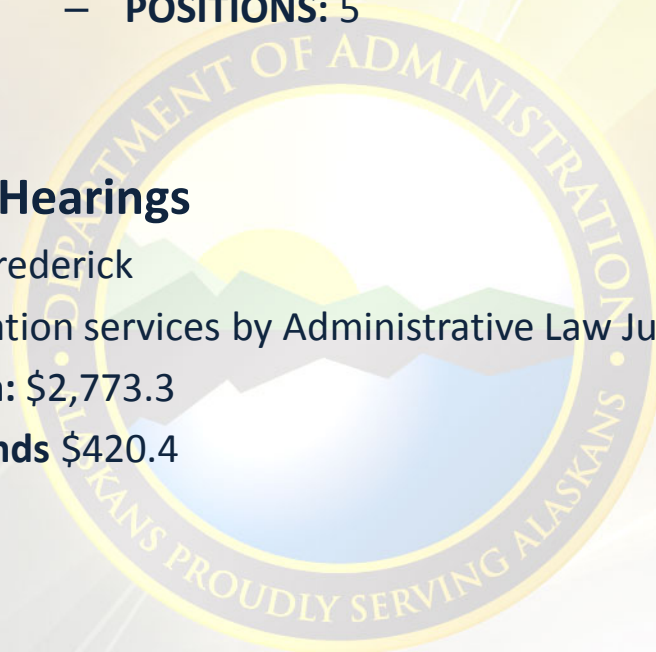 – POSITIONS: 5
Hearings
rederick
ation services by Administrative Law Ju
: $2,773.3
nds $420.4
DEPARTMENT OF ADMINISTRATION
ALASKANS PROUDLY SERVING ALASKANS